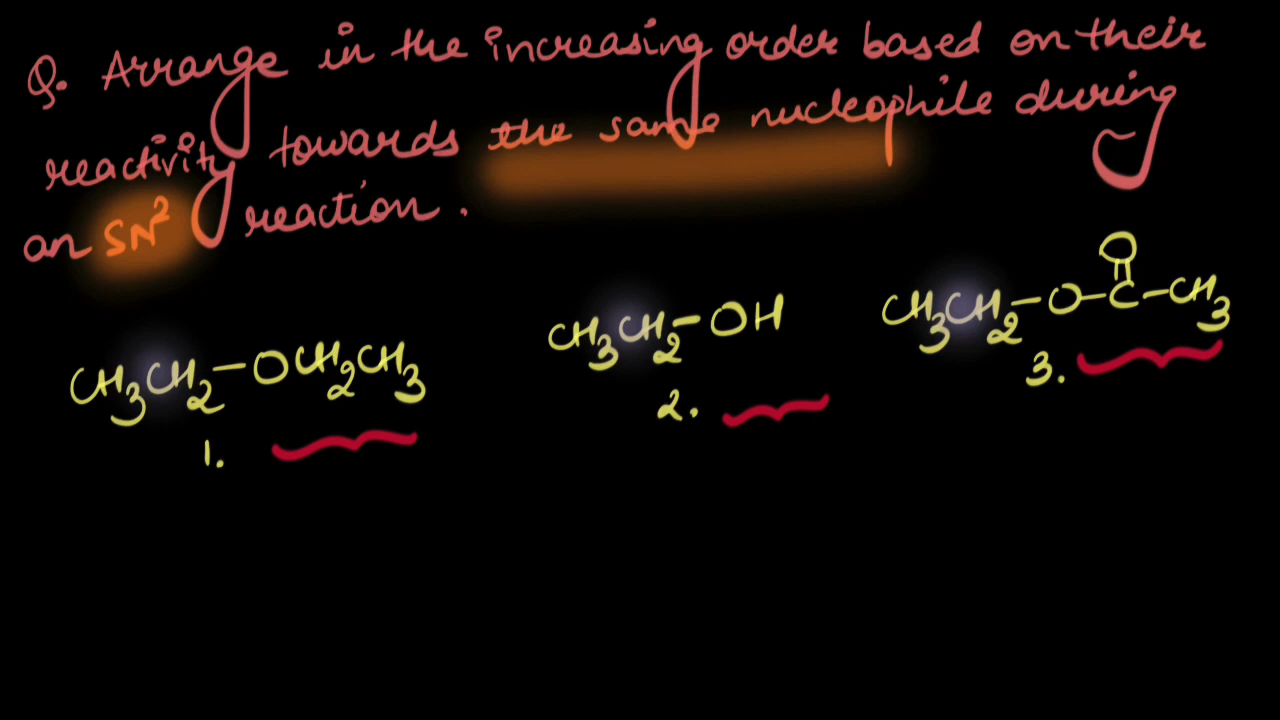 Q. Arrange in the increasing order based on their
reactivity towards the same nucleophile during
an SN² reaction.
CH₃CH₂-OCH₂CH₃
1.
CH₃CH₂-OH
2.
O
CH₃CH₂-O-C-CH₃
3.